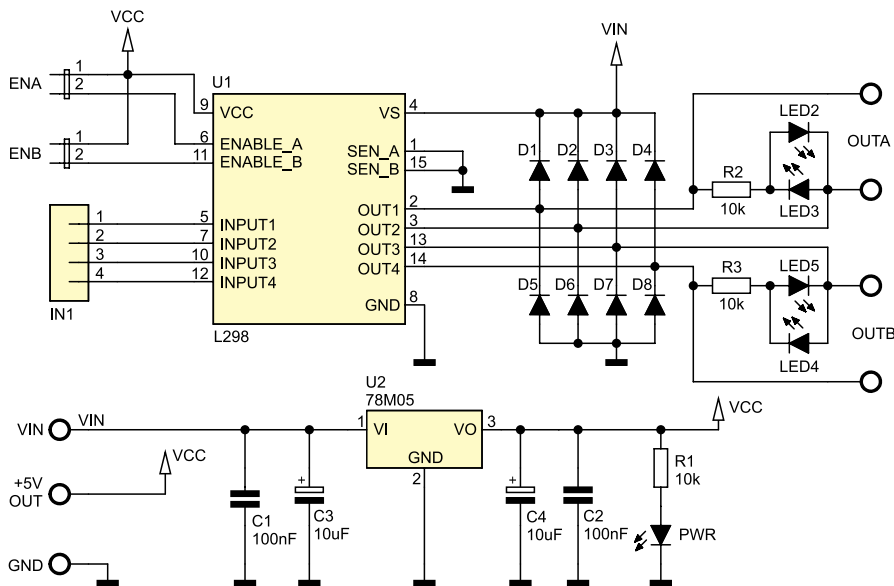 VCC
VIN
ENA 1
2
ENB 1
2
U1
9 VCC
6 ENABLE_A
11 ENABLE_B
5 INPUT1
7 INPUT2
10 INPUT3
12 INPUT4
VS 4
SEN_A 1
SEN_B 15
OUT1 2
OUT2 3
OUT3 13
OUT4 14
GND 8
L298
1
2
3
4
IN1
D1 D2 D3 D4
D5 D6 D7 D8
LED2
OUTA
R2
10k
LED3
R3
10k
LED5
OUTB
LED4
U2
78M05
1 VI
VO 3
GND
2
VIN VIN
VCC
+5V
OUT
GND
C1
100nF
+
C3
10uF
+
C4
10uF
C2
100nF
VCC
R1
10k
PWR